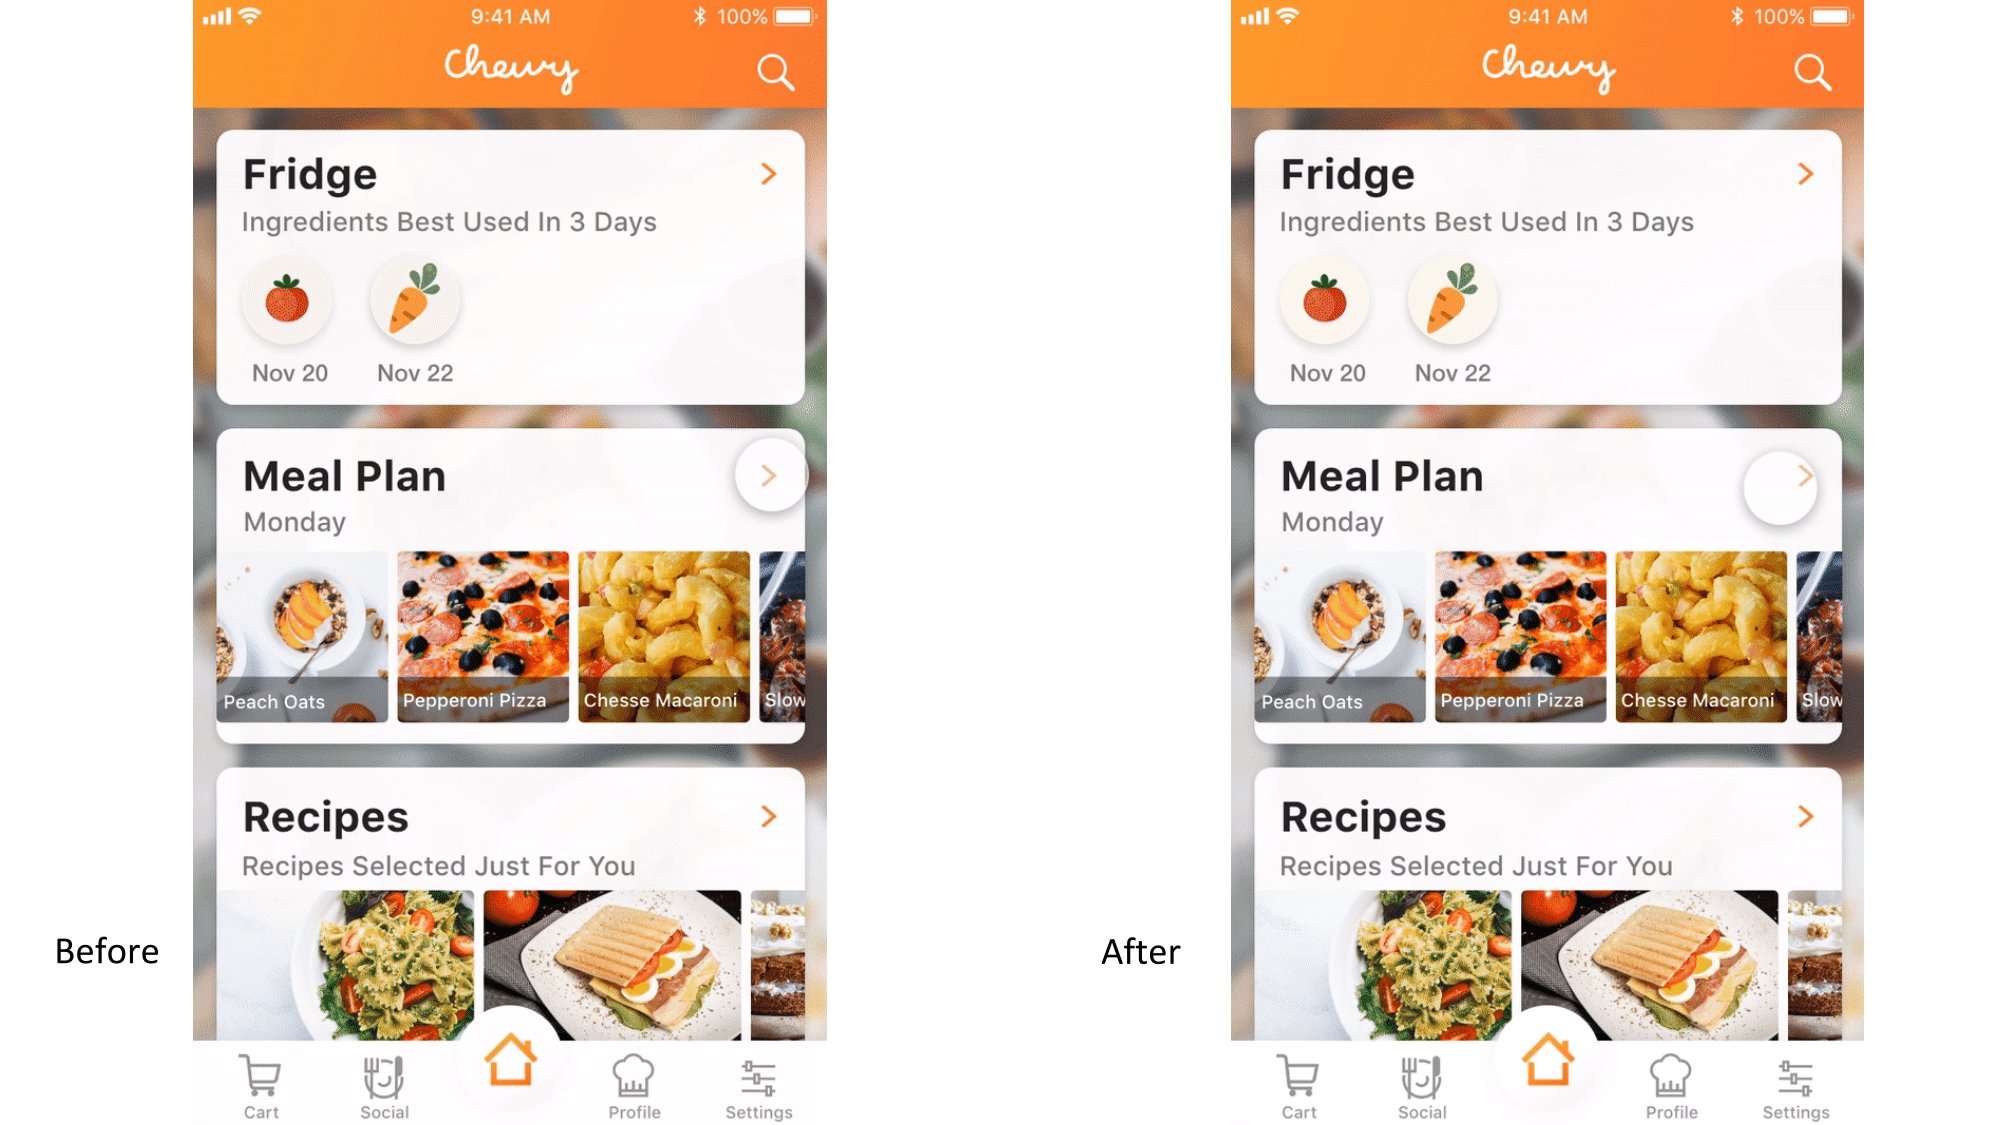 9:41 AM
100%
Chewy
Fridge
Ingredients Best Used In 3 Days
Nov 20
Nov 22
Meal Plan
Monday
Peach Oats
Pepperoni Pizza
Chesse Macaroni
Slow
Recipes
Recipes Selected Just For You
Before
Cart
Social
Profile
Settings
9:41 AM
100%
Chewy
Fridge
Ingredients Best Used In 3 Days
Nov 20
Nov 22
Meal Plan
Monday
Peach Oats
Pepperoni Pizza
Chesse Macaroni
Slow
Recipes
Recipes Selected Just For You
After
Cart
Social
Profile
Settings